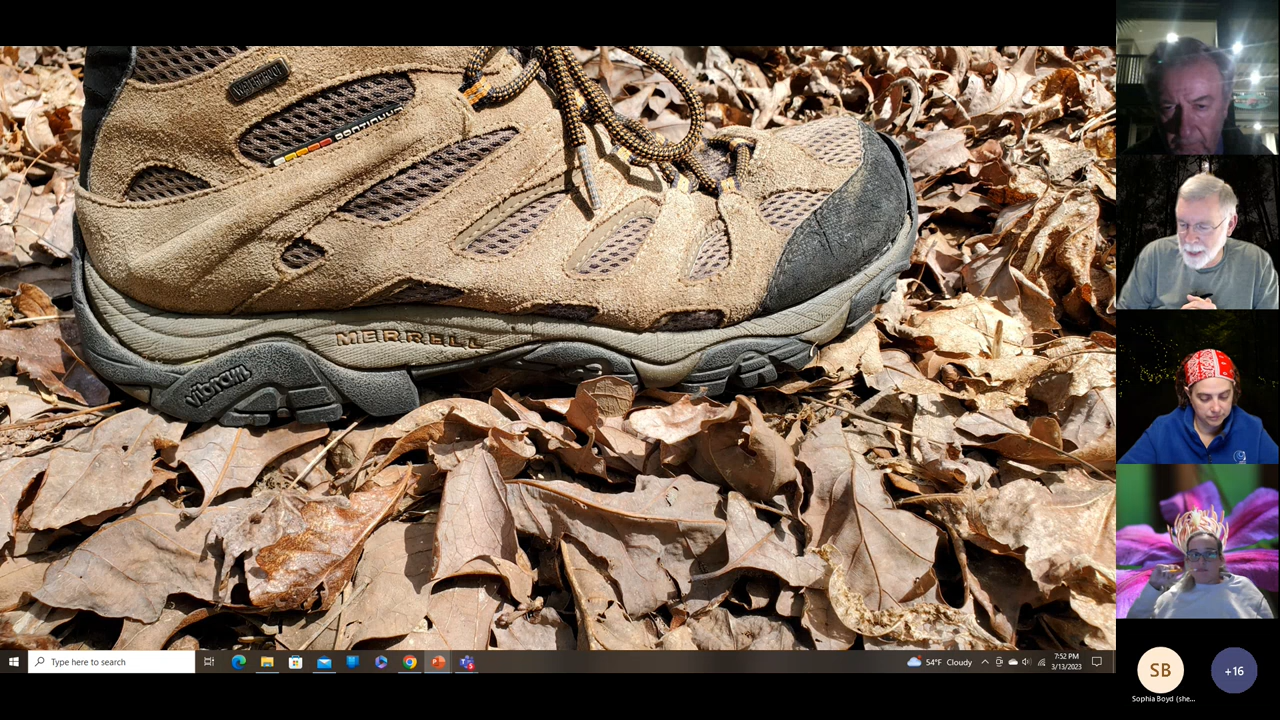 CONTINUUM
MERRELL
vibram
Type here to search
54°F Cloudy
7:52 PM
3/13/2023
SB
+16
Sophia Boyd (she...